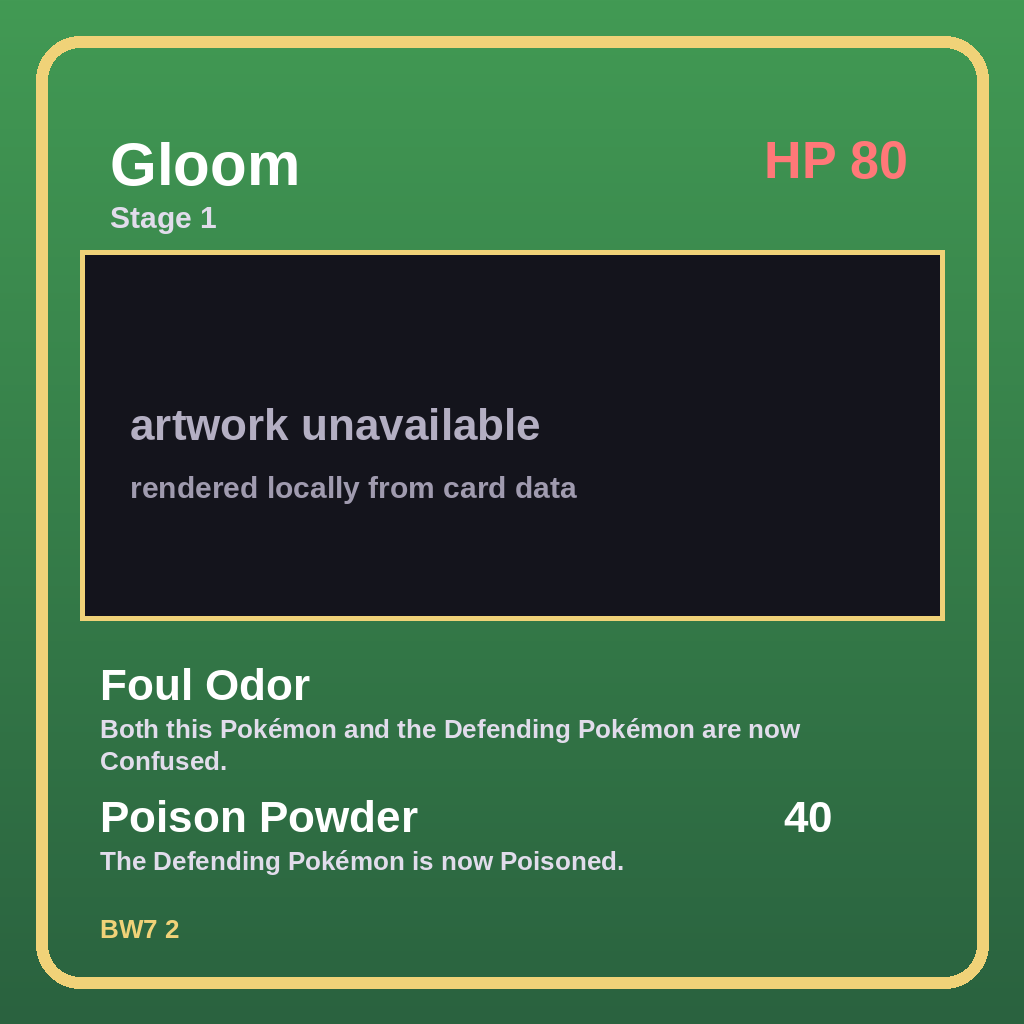 Gloom
HP 80
Stage 1
artwork unavailable
rendered locally from card data
Foul Odor
Both this Pokémon and the Defending Pokémon are now
Confused.
Poison Powder 40
The Defending Pokémon is now Poisoned.
BW7 2